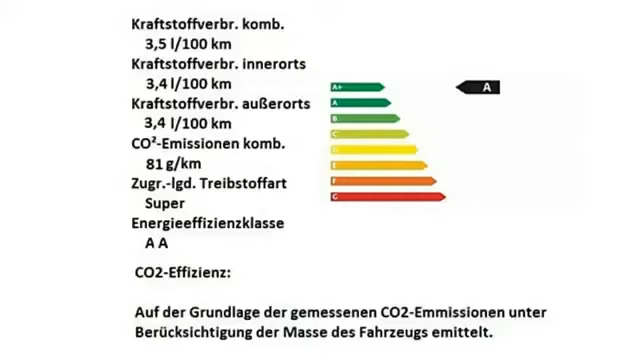 Kraftstoffverbr. komb.
3,5 l/100 km
Kraftstoffverbr. innerorts
3,4 l/100 km
Kraftstoffverbr. außerorts
3,4 l/100 km
CO²-Emissionen komb.
81 g/km
Zugr.-lgd. Treibstoffart
Super
Energieeffizienzklasse
A A
A+
A
B
C
D
E
F
G
A
CO2-Effizienz:
Auf der Grundlage der gemessenen CO2-Emmissionen unter
Berücksichtigung der Masse des Fahrzeugs emittelt.